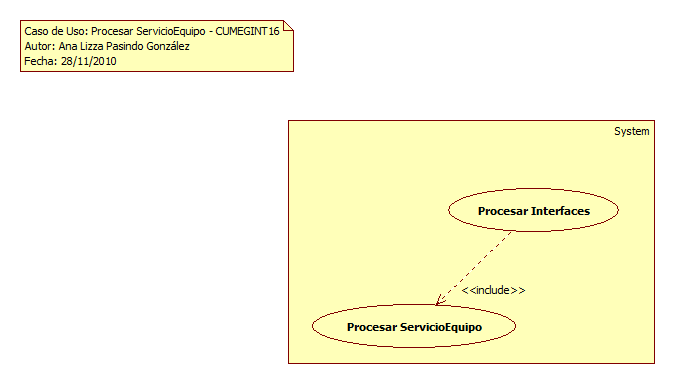 Caso de Uso: Procesar ServicioEquipo - CUMEGINT16
Autor: Ana Lizza Pasindo González
Fecha: 28/11/2010
System
Procesar Interfaces
<<include>>
Procesar ServicioEquipo